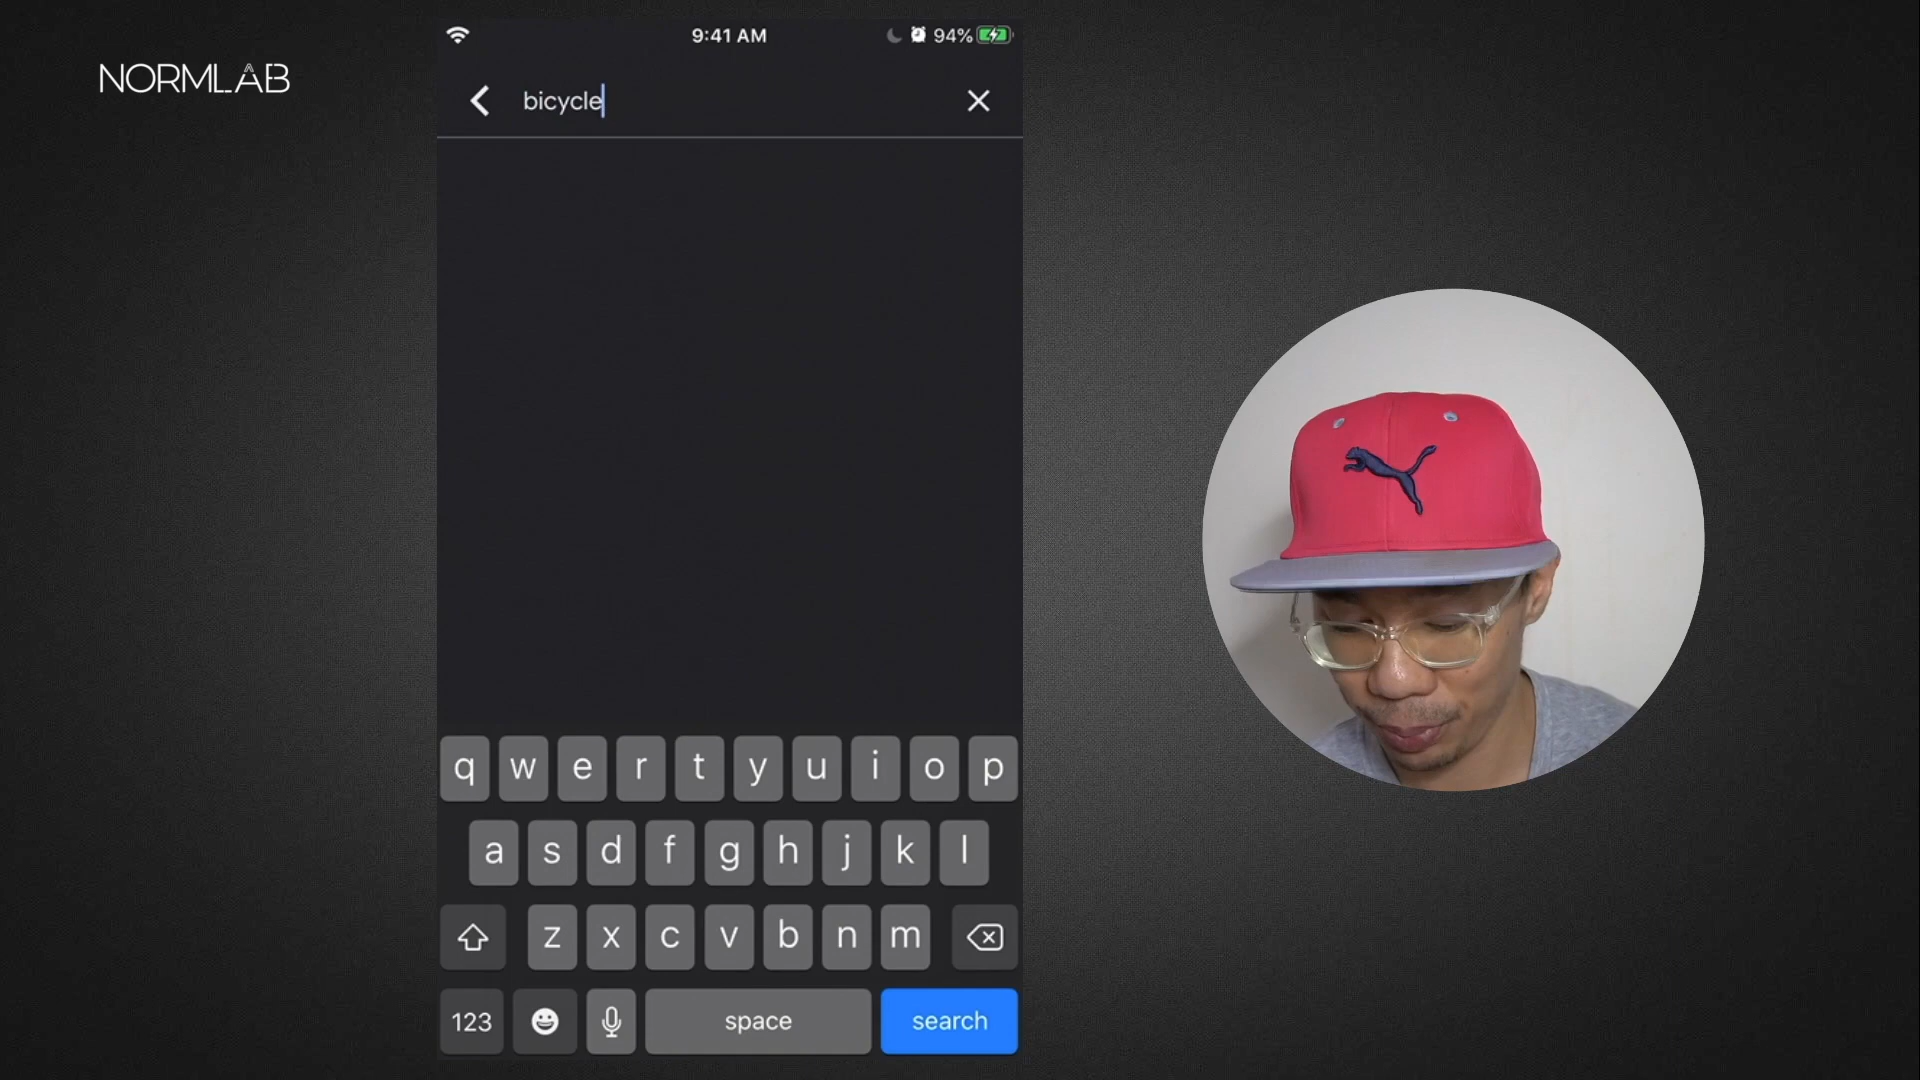 NORMLAB
9:41 AM
94%
bicycle
q w e r t y u i o p
a s d f g h j k l
z x c v b n m
123 space search